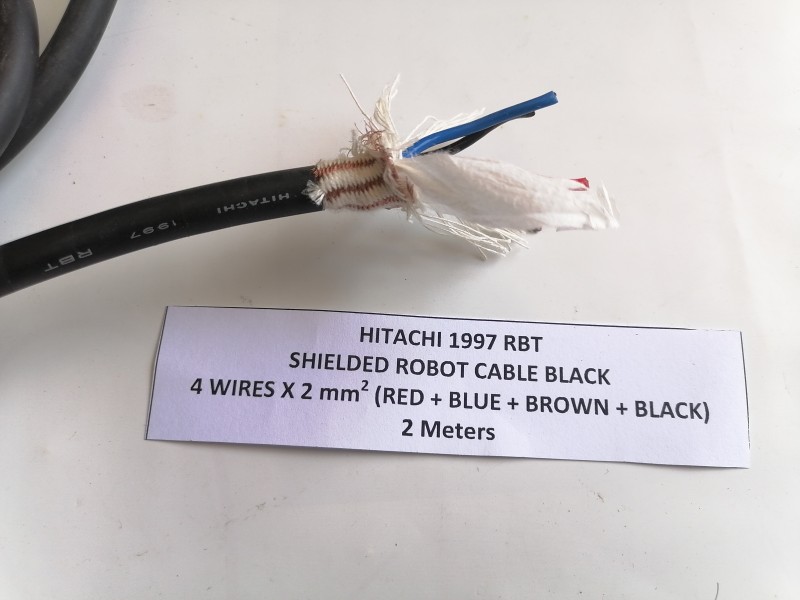 HITACHI 1997 RBT
HITACHI 1997 RBT
SHIELDED ROBOT CABLE BLACK
4 WIRES X 2 mm² (RED + BLUE + BROWN + BLACK)
2 Meters